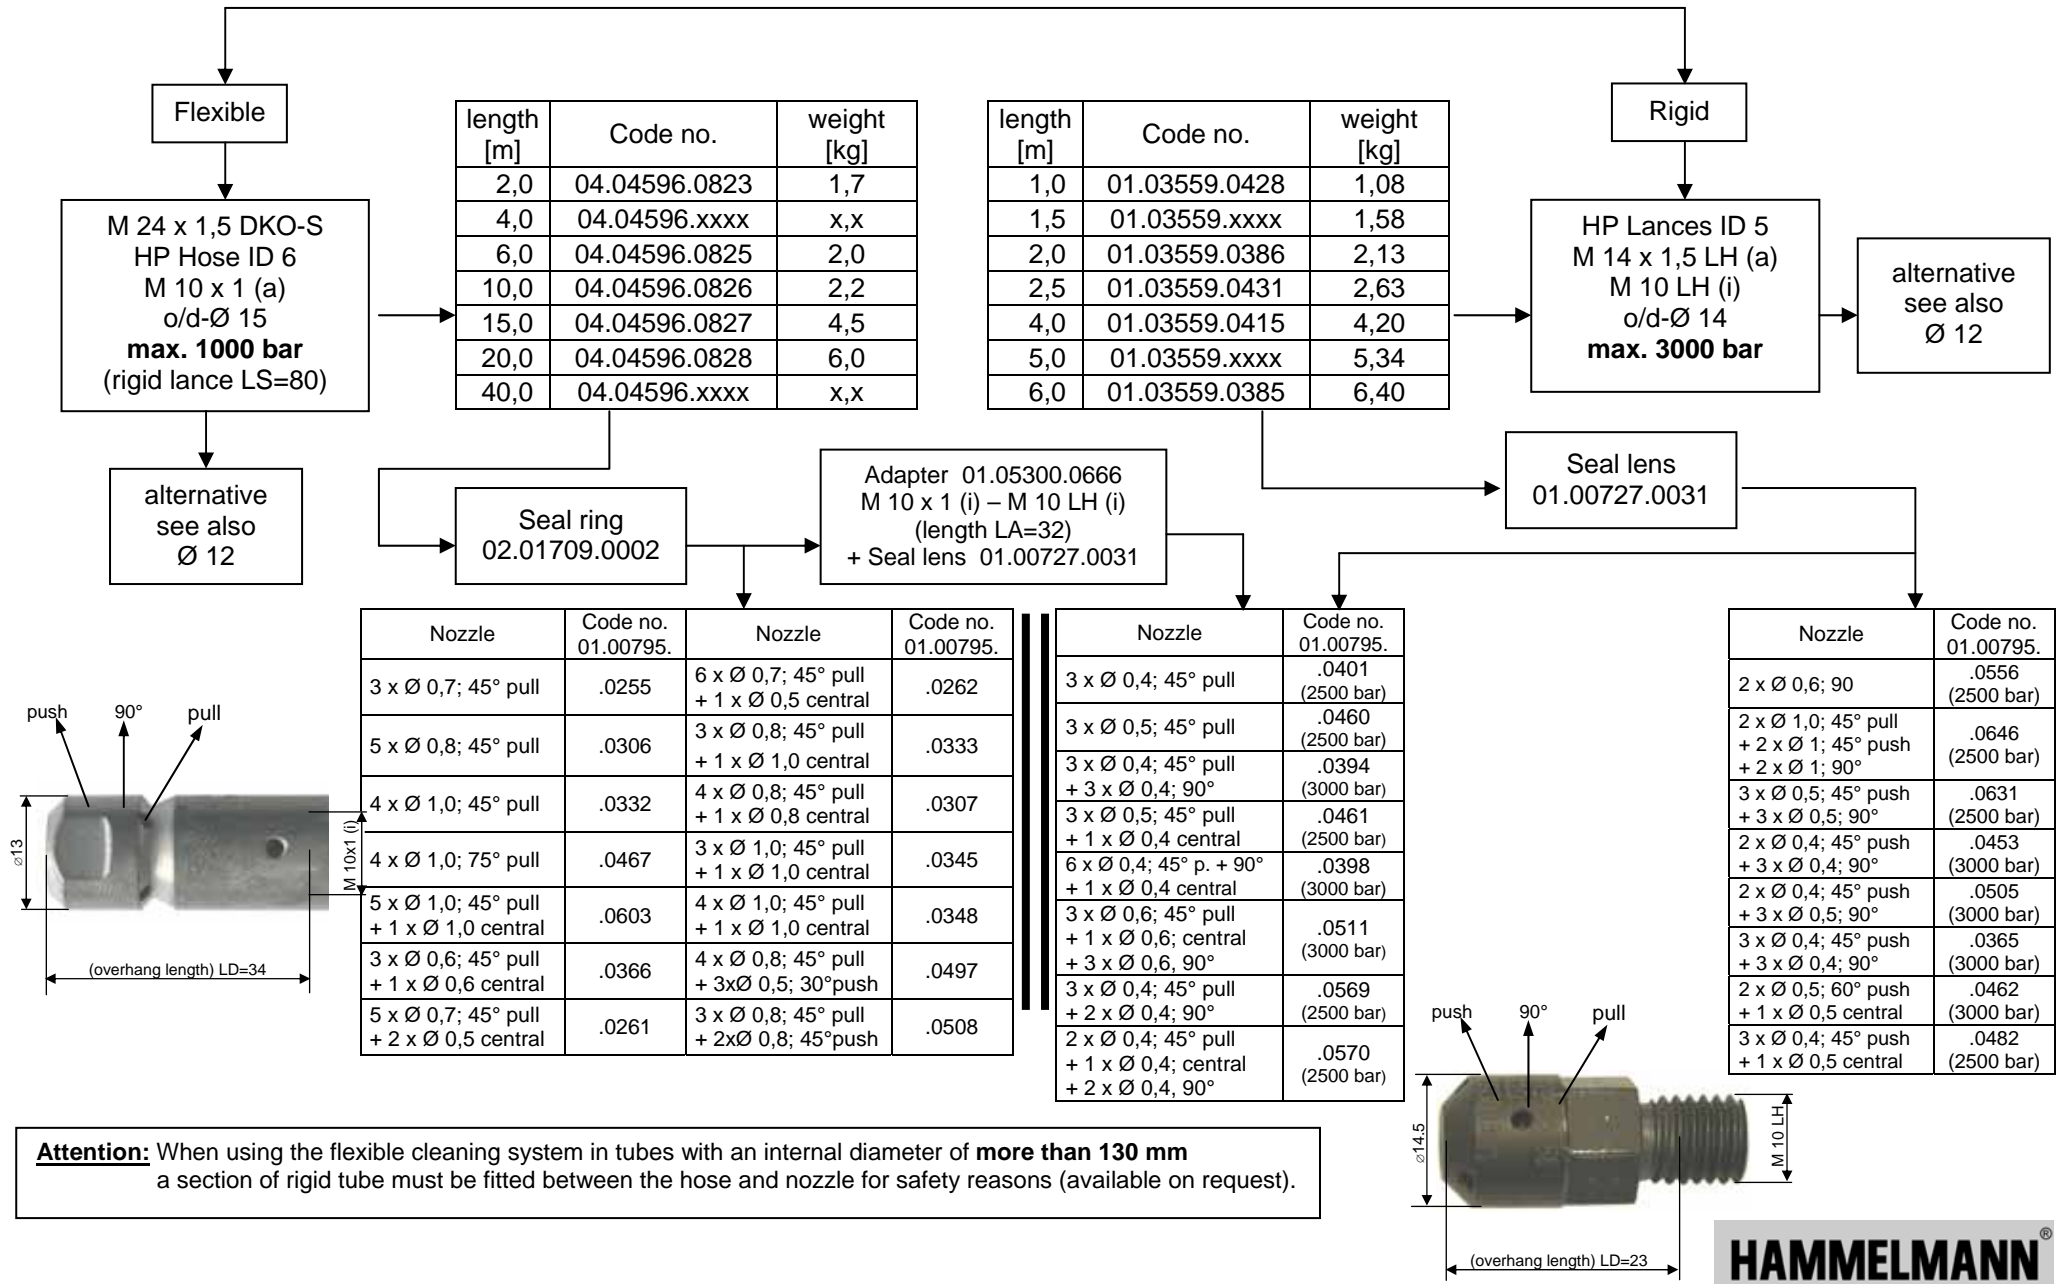 Flexible
Rigid
M 24 x 1,5 DKO-S
HP Hose ID 6
M 10 x 1 (a)
o/d-Ø 15
max. 1000 bar
(rigid lance LS=80)
length [m] Code no. weight [kg]
2,0 04.04596.0823 1,7
4,0 04.04596.xxxx x,x
6,0 04.04596.0825 2,0
10,0 04.04596.0826 2,2
15,0 04.04596.0827 4,5
20,0 04.04596.0828 6,0
40,0 04.04596.xxxx x,x
length [m] Code no. weight [kg]
1,0 01.03559.0428 1,08
1,5 01.03559.xxxx 1,58
2,0 01.03559.0386 2,13
2,5 01.03559.0431 2,63
4,0 01.03559.0415 4,20
5,0 01.03559.xxxx 5,34
6,0 01.03559.0385 6,40
HP Lances ID 5
M 14 x 1,5 LH (a)
M 10 LH (i)
o/d-Ø 14
max. 3000 bar
alternative
see also
Ø 12
alternative
see also
Ø 12
Seal ring
02.01709.0002
Adapter 01.05300.0666
M 10 x 1 (i) – M 10 LH (i)
(length LA=32)
+ Seal lens 01.00727.0031
Seal lens
01.00727.0031
push 90° pull
⌀13
M 10x1 (i)
(overhang length) LD=34
Nozzle Code no. 01.00795. Nozzle Code no. 01.00795.
3 x Ø 0,7; 45° pull .0255 6 x Ø 0,7; 45° pull
+ 1 x Ø 0,5 central .0262
5 x Ø 0,8; 45° pull .0306 3 x Ø 0,8; 45° pull
+ 1 x Ø 1,0 central .0333
4 x Ø 1,0; 45° pull .0332 4 x Ø 0,8; 45° pull
+ 1 x Ø 0,8 central .0307
4 x Ø 1,0; 75° pull .0467 3 x Ø 1,0; 45° pull
+ 1 x Ø 1,0 central .0345
5 x Ø 1,0; 45° pull
+ 1 x Ø 1,0 central .0603 4 x Ø 1,0; 45° pull
+ 1 x Ø 1,0 central .0348
3 x Ø 0,6; 45° pull
+ 1 x Ø 0,6 central .0366 4 x Ø 0,8; 45° pull
+ 3xØ 0,5; 30°push .0497
5 x Ø 0,7; 45° pull
+ 2 x Ø 0,5 central .0261 3 x Ø 0,8; 45° pull
+ 2xØ 0,8; 45°push .0508
Nozzle Code no. 01.00795.
3 x Ø 0,4; 45° pull .0401 (2500 bar)
3 x Ø 0,5; 45° pull .0460 (2500 bar)
3 x Ø 0,4; 45° pull
+ 3 x Ø 0,4; 90° .0394 (3000 bar)
3 x Ø 0,5; 45° pull
+ 1 x Ø 0,4 central .0461 (2500 bar)
6 x Ø 0,4; 45° p. + 90°
+ 1 x Ø 0,4 central .0398 (3000 bar)
3 x Ø 0,6; 45° pull
+ 1 x Ø 0,6; central
+ 3 x Ø 0,6, 90° .0511 (3000 bar)
3 x Ø 0,4; 45° pull
+ 2 x Ø 0,4; 90° .0569 (2500 bar)
2 x Ø 0,4; 45° pull
+ 1 x Ø 0,4; central
+ 2 x Ø 0,4, 90° .0570 (2500 bar)
Nozzle Code no. 01.00795.
2 x Ø 0,6; 90 .0556 (2500 bar)
2 x Ø 1,0; 45° pull
+ 2 x Ø 1; 45° push
+ 2 x Ø 1; 90° .0646 (2500 bar)
3 x Ø 0,5; 45° push
+ 3 x Ø 0,5; 90° .0631 (2500 bar)
2 x Ø 0,4; 45° push
+ 3 x Ø 0,4; 90° .0453 (3000 bar)
2 x Ø 0,4; 45° push
+ 3 x Ø 0,5; 90° .0505 (3000 bar)
3 x Ø 0,4; 45° push
+ 3 x Ø 0,4; 90° .0365 (3000 bar)
2 x Ø 0,5; 60° push
+ 1 x Ø 0,5 central .0462 (3000 bar)
3 x Ø 0,4; 45° push
+ 1 x Ø 0,5 central .0482 (2500 bar)
push 90° pull
⌀14.5
M 10 LH
(overhang length) LD=23
Attention: When using the flexible cleaning system in tubes with an internal diameter of more than 130 mm
a section of rigid tube must be fitted between the hose and nozzle for safety reasons (available on request).
HAMMELMANN®